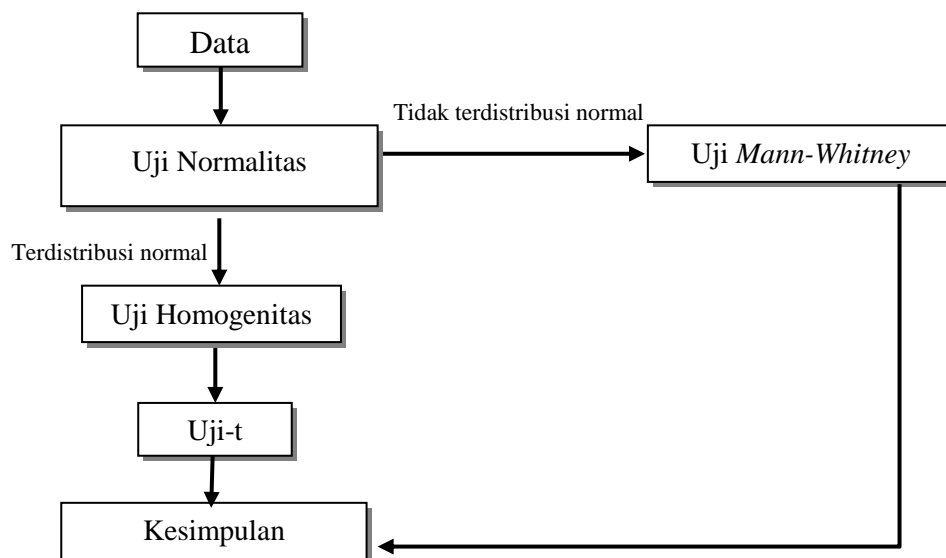 Data
Tidak terdistribusi normal
Uji Normalitas
Uji Mann-Whitney
Terdistribusi normal
Uji Homogenitas
Uji-t
Kesimpulan